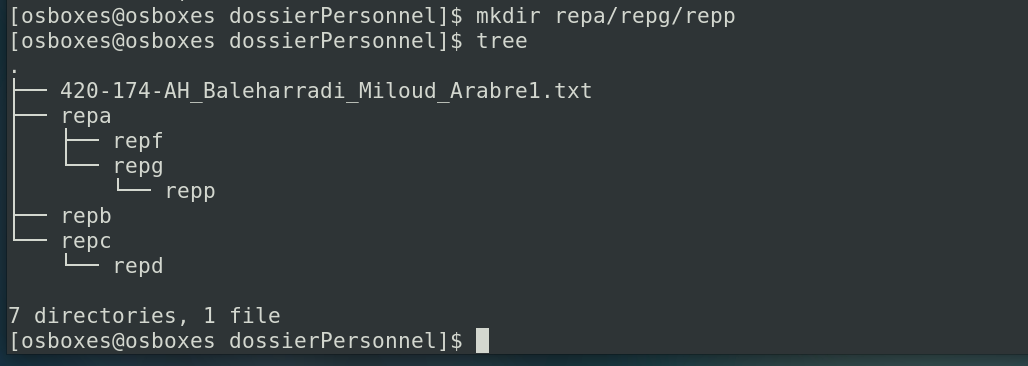 [osboxes@osboxes dossierPersonnel]$ mkdir repa/repg/repp
[osboxes@osboxes dossierPersonnel]$ tree
.
├── 420-174-AH_Baleharradi_Miloud_Arabre1.txt
├── repa
│   ├── repf
│   └── repg
│       └── repp
├── repb
└── repc
    └── repd

7 directories, 1 file
[osboxes@osboxes dossierPersonnel]$